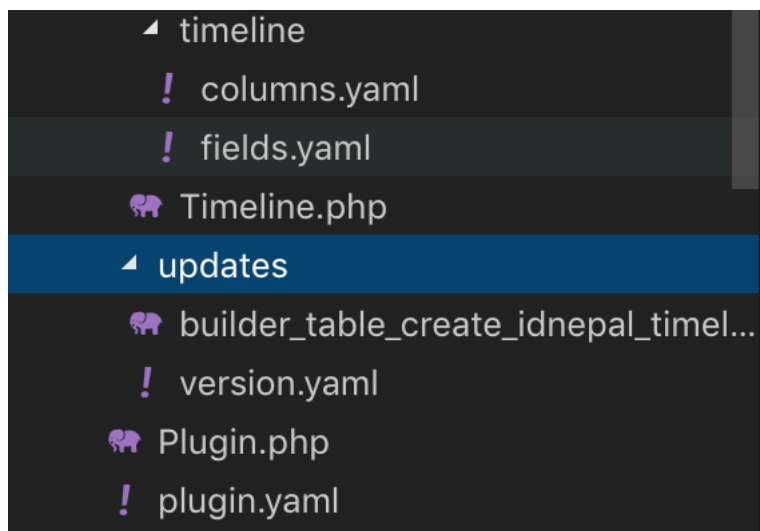 timeline
columns.yaml
fields.yaml
Timeline.php
updates
builder_table_create_idnepal_timel...
version.yaml
Plugin.php
plugin.yaml